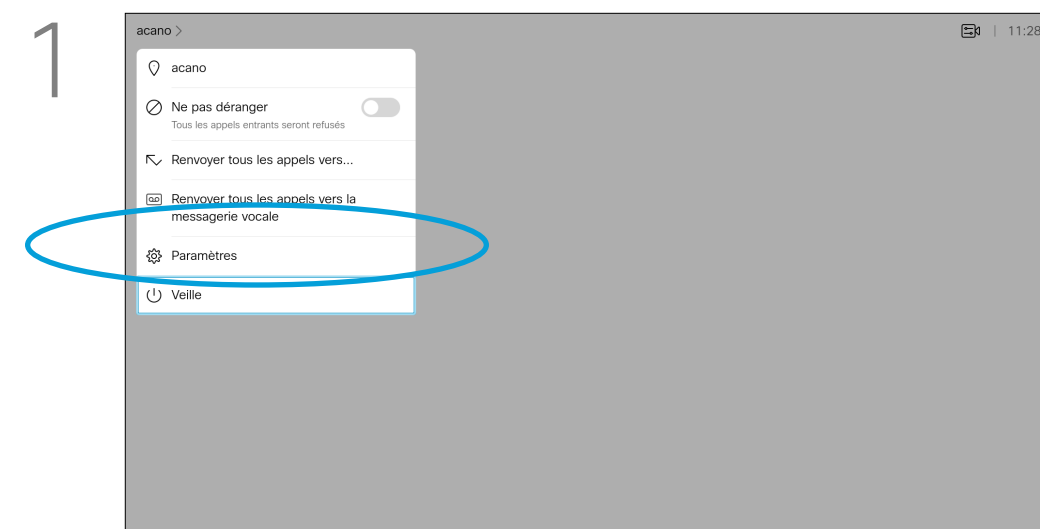 1
acano >
11:28
acano
Ne pas déranger
Tous les appels entrants seront refusés
Renvoyer tous les appels vers...
Renvoyer tous les appels vers la
messagerie vocale
Paramètres
Veille